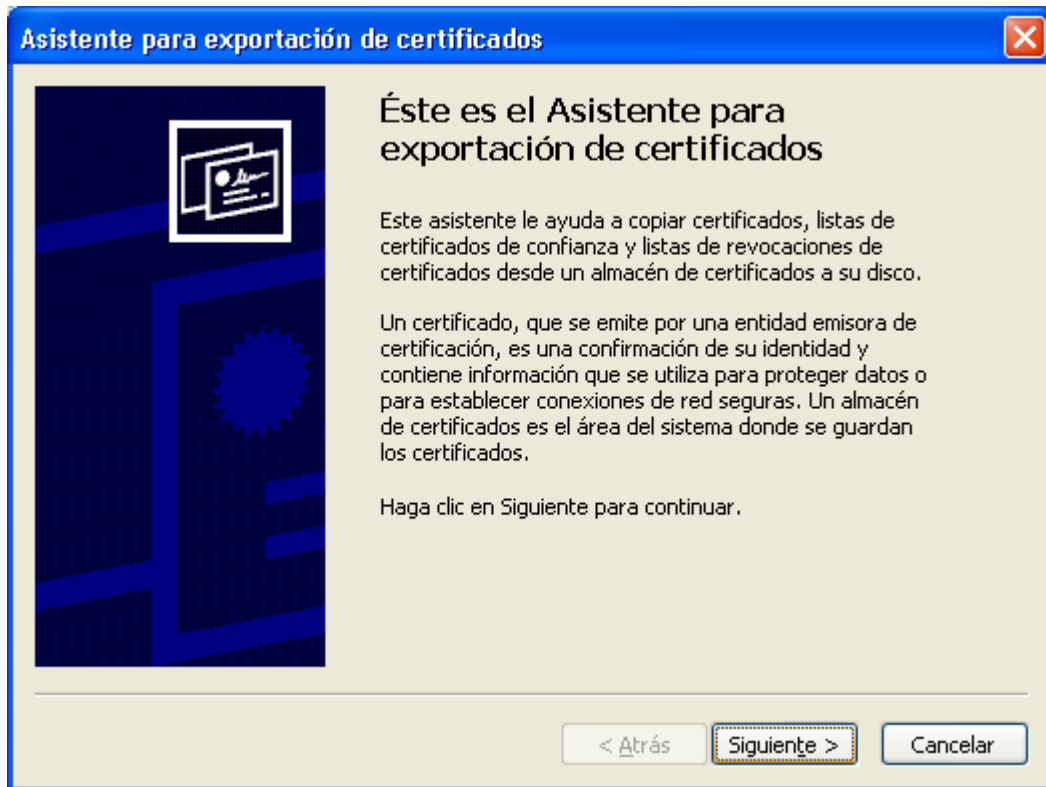 Asistente para exportación de certificados
Éste es el Asistente para
exportación de certificados
Este asistente le ayuda a copiar certificados, listas de
certificados de confianza y listas de revocaciones de
certificados desde un almacén de certificados a su disco.
Un certificado, que se emite por una entidad emisora de
certificación, es una confirmación de su identidad y
contiene información que se utiliza para proteger datos o
para establecer conexiones de red seguras. Un almacén
de certificados es el área del sistema donde se guardan
los certificados.
Haga clic en Siguiente para continuar.
< Atrás Siguiente > Cancelar